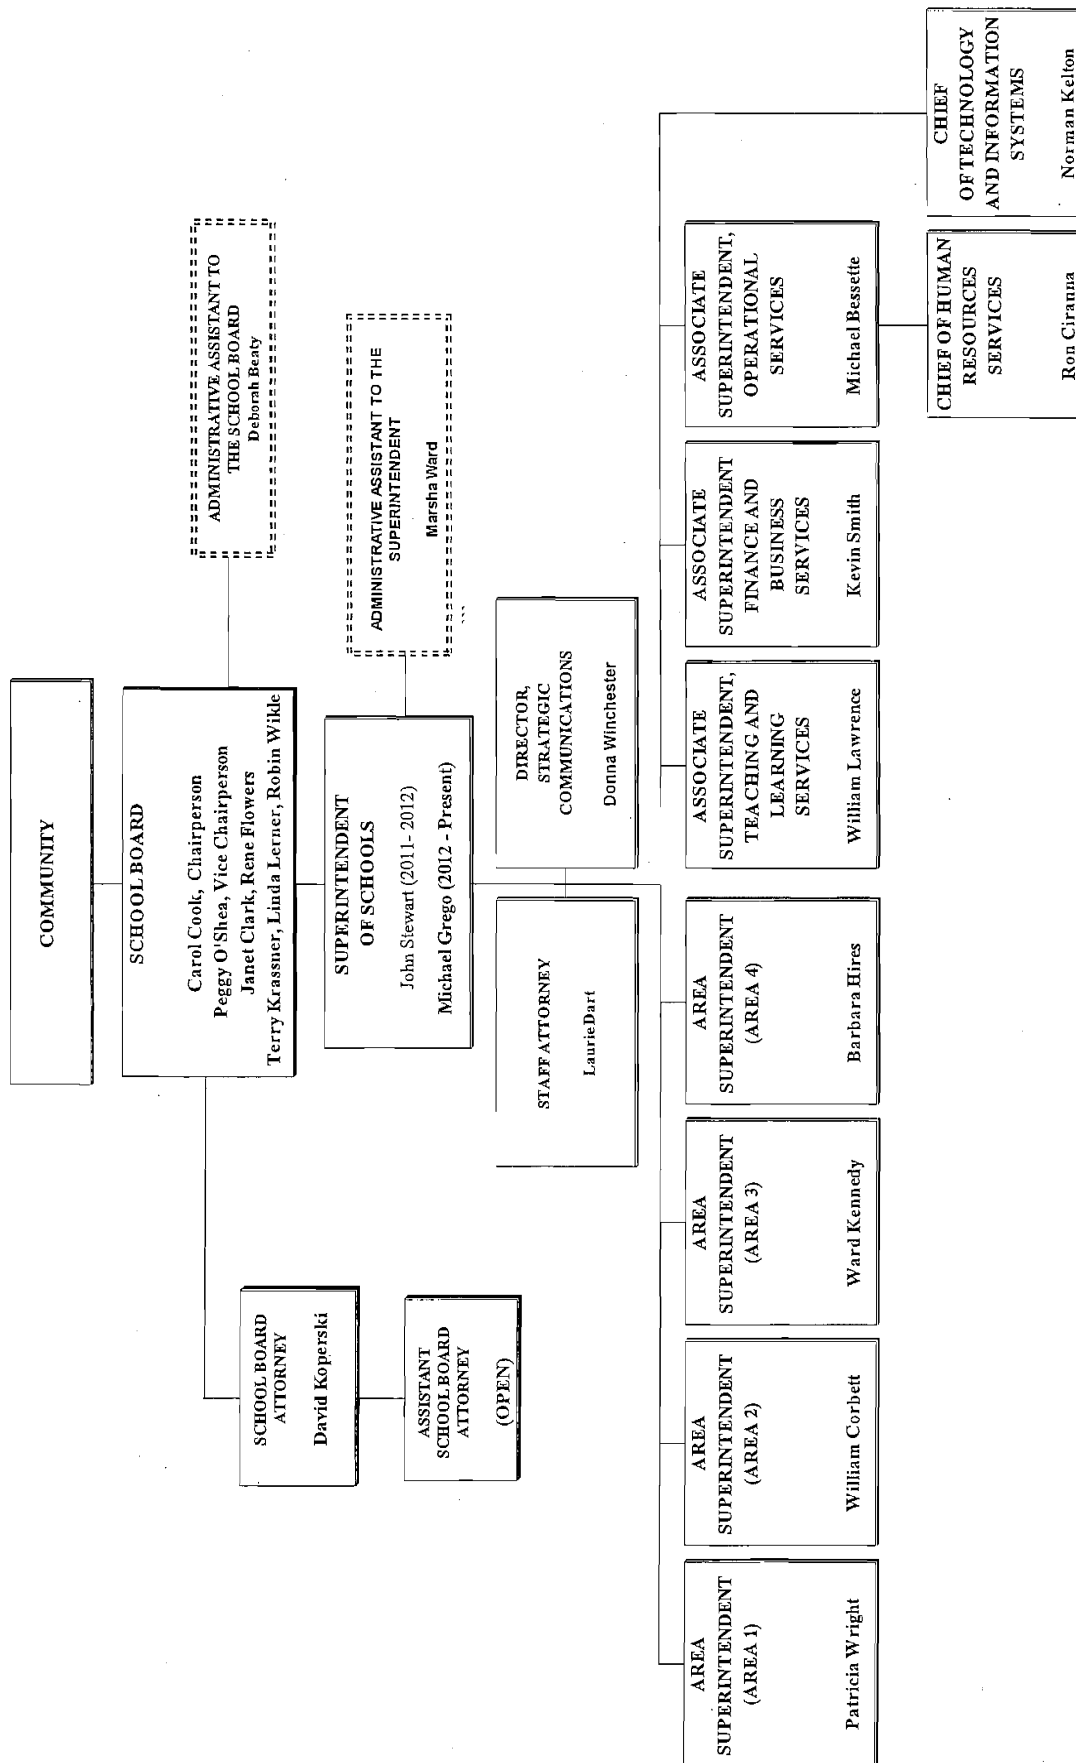 COMMUNITY
SCHOOL BOARD
Carol Cook, Chairperson
Peggy O'Shea, Vice Chairperson
Janet Clark, Rene Flowers
Terry Krassner, Linda Lerner, Robin Wikle
ADMINISTRATIVE ASSISTANT TO
THE SCHOOL BOARD
Deborah Beaty
SCHOOL BOARD
ATTORNEY
David Koperski
ASSISTANT
SCHOOL BOARD
ATTORNEY
(OPEN)
SUPERINTENDENT
OF SCHOOLS
John Stewart (2011 - 2012)
Michael Grego (2012 - Present)
ADMINISTRATIVE ASSISTANT TO THE
SUPERINTENDENT
Marsha Ward
STAFF ATTORNEY
Laurie Dart
DIRECTOR,
STRATEGIC
COMMUNICATIONS
Donna Winchester
AREA
SUPERINTENDENT
(AREA 1)
Patricia Wright
AREA
SUPERINTENDENT
(AREA 2)
William Corbett
AREA
SUPERINTENDENT
(AREA 3)
Ward Kennedy
AREA
SUPERINTENDENT
(AREA 4)
Barbara Hires
ASSOCIATE
SUPERINTENDENT,
TEACHING AND
LEARNING
SERVICES
William Lawrence
ASSOCIATE
SUPERINTENDENT
FINANCE AND
BUSINESS
SERVICES
Kevin Smith
ASSOCIATE
SUPERINTENDENT,
OPERATIONAL
SERVICES
Michael Bessette
CHIEF OF HUMAN
RESOURCES
SERVICES
Ron Ciranna
CHIEF
OF TECHNOLOGY
AND INFORMATION
SYSTEMS
Norman Kelton